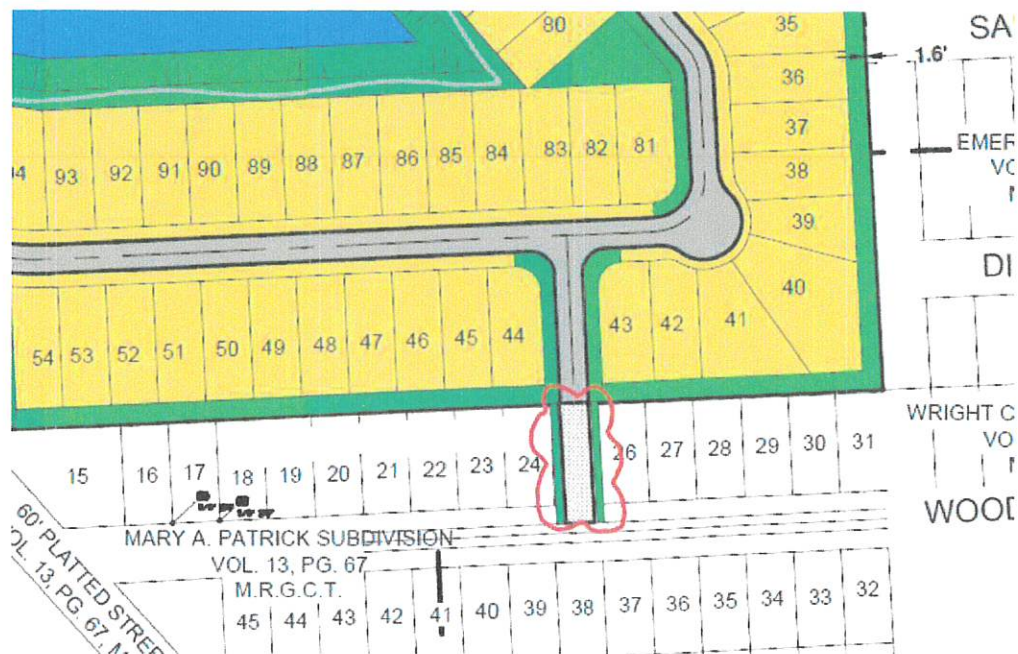 80
35
SA
1.6'
36
37
EMER
VO
38
94 93 92 91 90 89 88 87 86 85 84 83 82 81
39
DI
40
54 53 52 51 50 49 48 47 46 45 44 43 42 41
WRIGHT C
VO
15 16 17 18 19 20 21 22 23 24 26 27 28 29 30 31
WOOD
60' PLATTED STREE
VOL. 13, PG. 67, M
MARY A. PATRICK SUBDIVISION
VOL. 13, PG. 67
M.R.G.C.T.
45 44 43 42 41 40 39 38 37 36 35 34 33 32